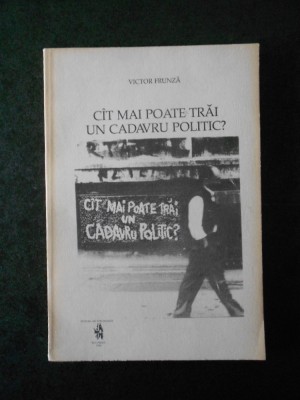 VICTOR FRUNZĂ
CÎT MAI POATE TRĂI
UN CADAVRU POLITIC?
CÎT MAI POATE TRĂI
UN
CADAVRU POLITIC?